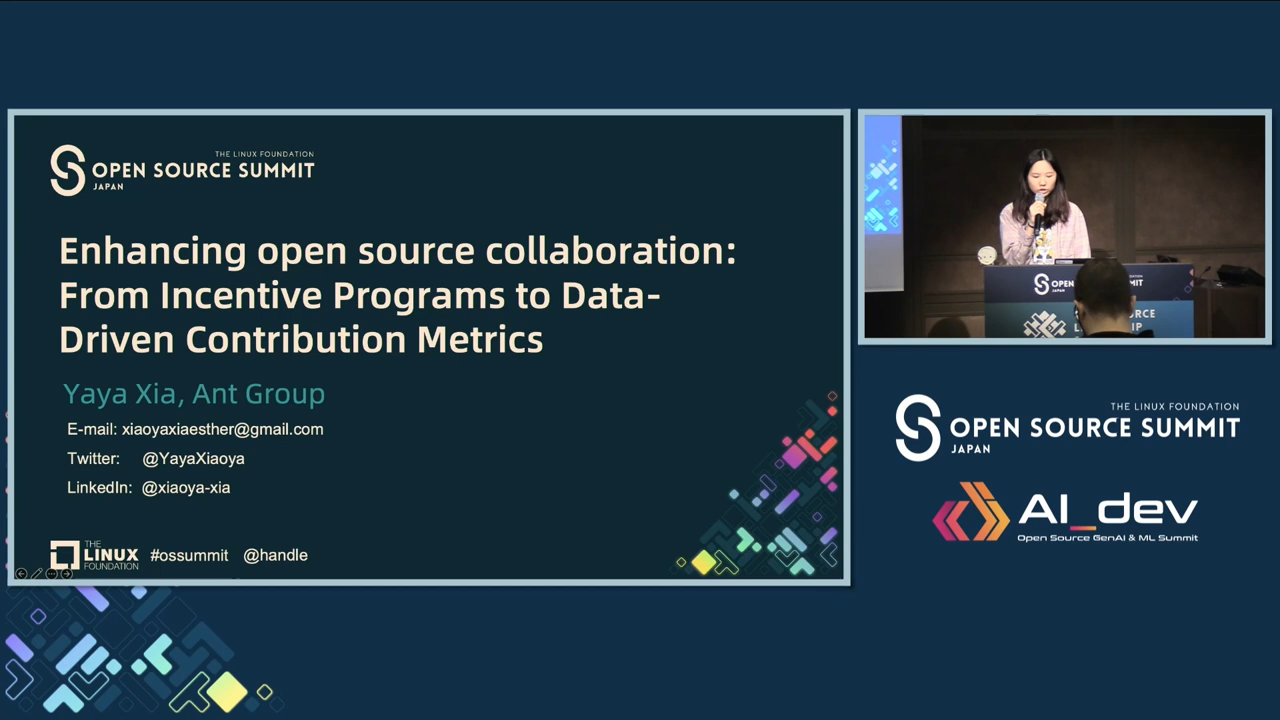 THE LINUX FOUNDATION
OPEN SOURCE SUMMIT
JAPAN
Enhancing open source collaboration:
From Incentive Programs to Data-
Driven Contribution Metrics
Yaya Xia, Ant Group
E-mail: xiaoyaxiaesther@gmail.com
Twitter: @YayaXiaoya
LinkedIn: @xiaoya-xia
THE
LINUX
FOUNDATION
#ossummit @handle
THE LINUX FOUNDATION
OPEN SOURCE SUMMIT
JAPAN
AI_dev
Open Source GenAI & ML Summit